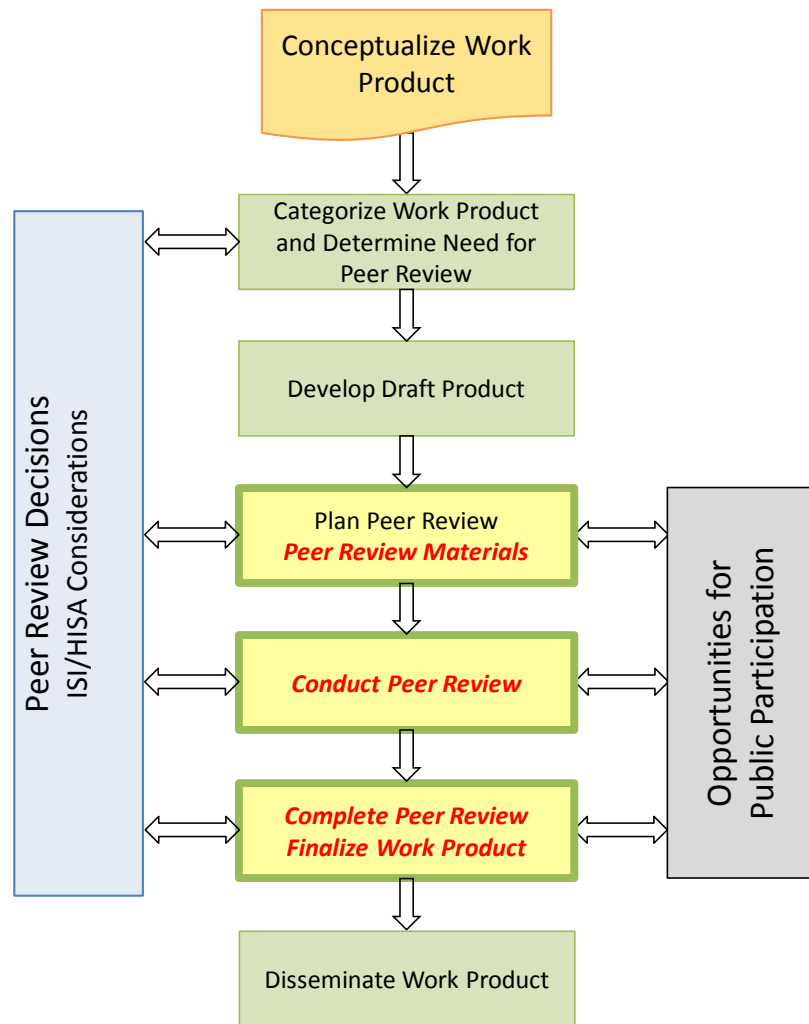 Conceptualize Work
Product
Categorize Work Product
and Determine Need for
Peer Review
Develop Draft Product
Plan Peer Review
Peer Review Materials
Conduct Peer Review
Complete Peer Review
Finalize Work Product
Disseminate Work Product
Peer Review Decisions
ISI/HISA Considerations
Opportunities for
Public Participation